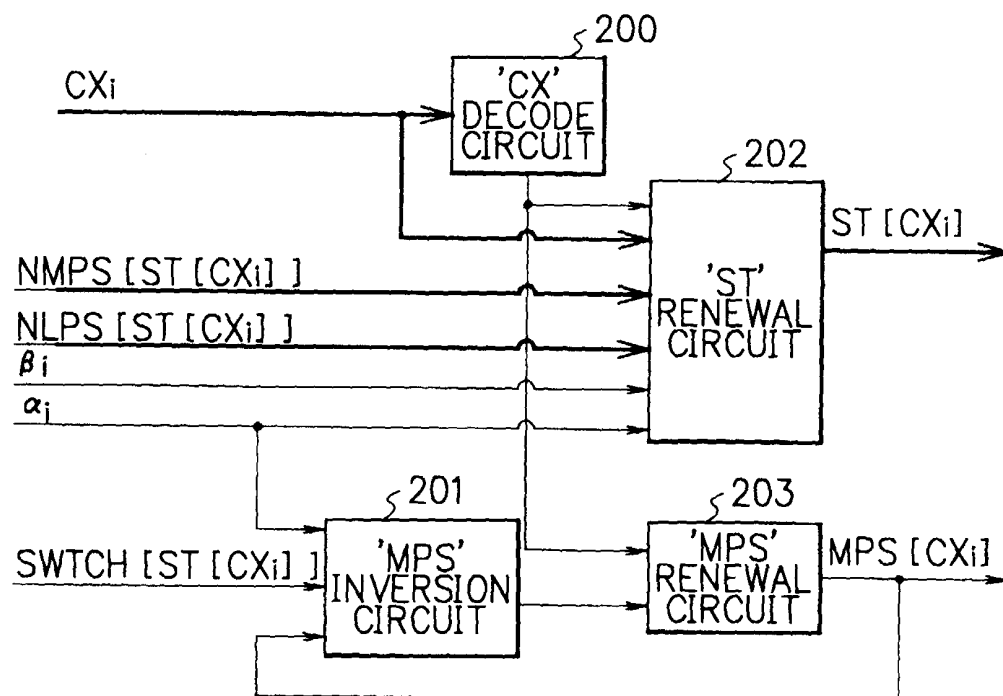 200
CXi
'CX'
DECODE
CIRCUIT
202
ST [CXi]
NMPS [ST [CXi] ]
'ST'
RENEWAL
CIRCUIT
NLPS [ST [CXi] ]
βi
αi
201
203
'MPS'
INVERSION
CIRCUIT
'MPS'
RENEWAL
CIRCUIT
MPS [CXi]
SWTCH [ST [CXi] ]